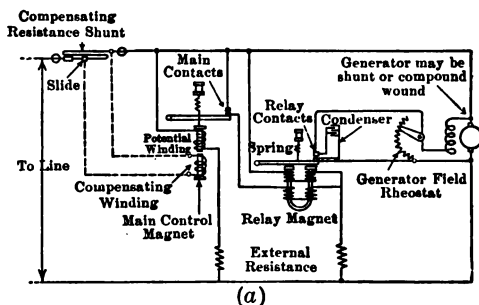 Compensating
Resistance Shunt
Slide
Main
Contacts
Generator may be
shunt or compound
wound
Relay
Contacts
Condenser
Potential
Winding
Spring
To Line
Compensating
Winding
Main Control
Magnet
Relay Magnet
Generator Field
Rheostat
External
Resistance
(a)